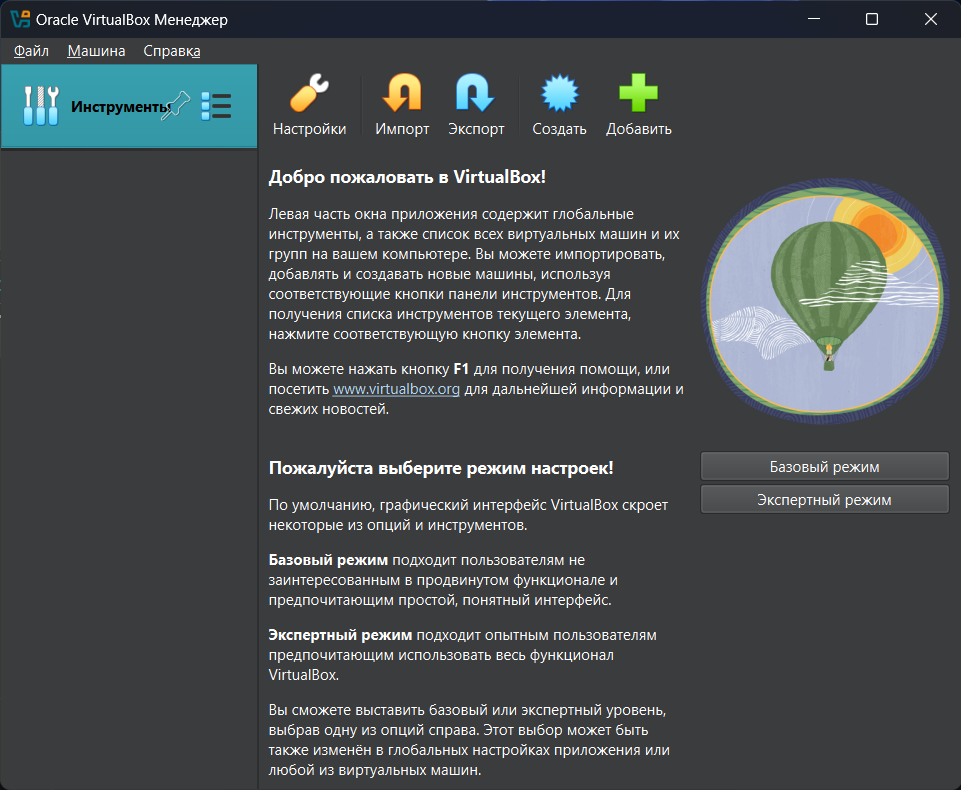 Oracle VirtualBox Менеджер
Файл Машина Справка
Инструменты
Настройки Импорт Экспорт Создать Добавить
Добро пожаловать в VirtualBox!
Левая часть окна приложения содержит глобальные
инструменты, а также список всех виртуальных машин и их
групп на вашем компьютере. Вы можете импортировать,
добавлять и создавать новые машины, используя
соответствующие кнопки панели инструментов. Для
получения списка инструментов текущего элемента,
нажмите соответствующую кнопку элемента.
Вы можете нажать кнопку F1 для получения помощи, или
посетить www.virtualbox.org для дальнейшей информации и
свежих новостей.
Пожалуйста выберите режим настроек!
По умолчанию, графический интерфейс VirtualBox скроет
некоторые из опций и инструментов.
Базовый режим подходит пользователям не
заинтересованным в продвинутом функционале и
предпочитающим простой, понятный интерфейс.
Экспертный режим подходит опытным пользователям
предпочитающим использовать весь функционал
VirtualBox.
Вы сможете выставить базовый или экспертный уровень,
выбрав одну из опций справа. Этот выбор может быть
также изменён в глобальных настройках приложения или
любой из виртуальных машин.
Базовый режим
Экспертный режим